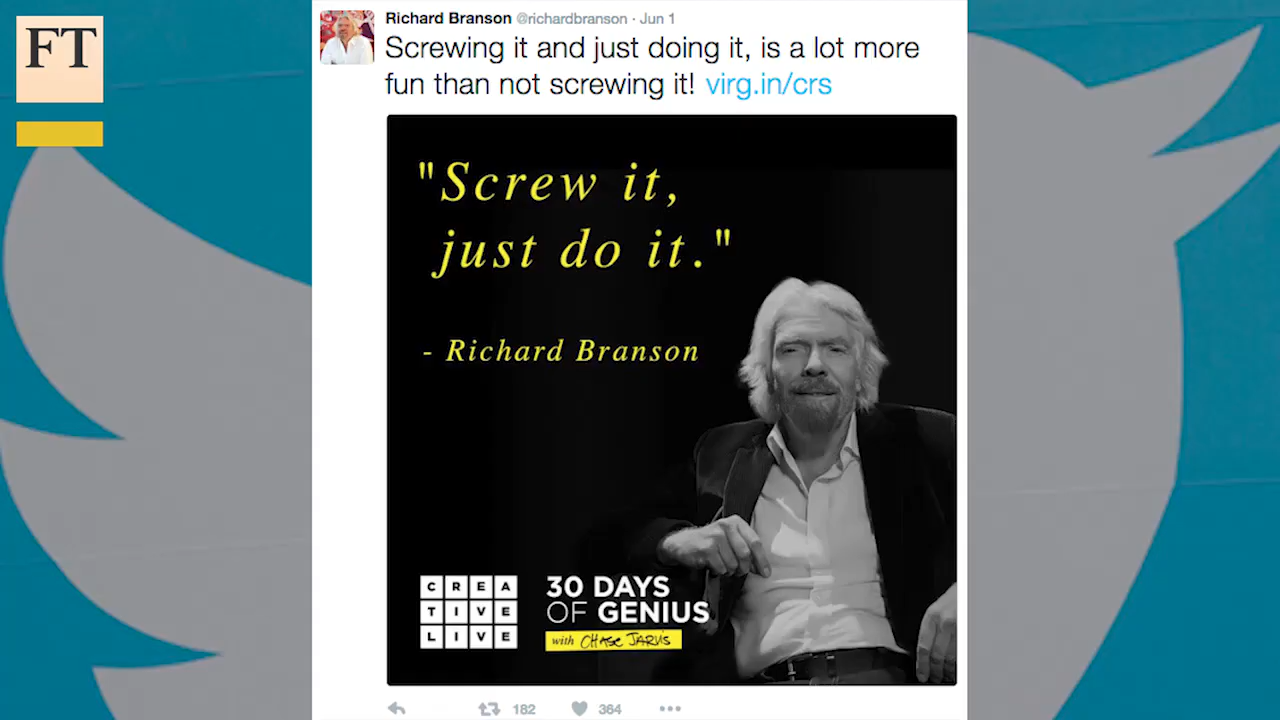 FT
Richard Branson @richardbranson · Jun 1
Screwing it and just doing it, is a lot more
fun than not screwing it! virg.in/crs
"Screw it,
just do it."
- Richard Branson
CREA
TIVE
LIVE
30 DAYS
OF GENIUS
with CHASE JARVIS
182 364